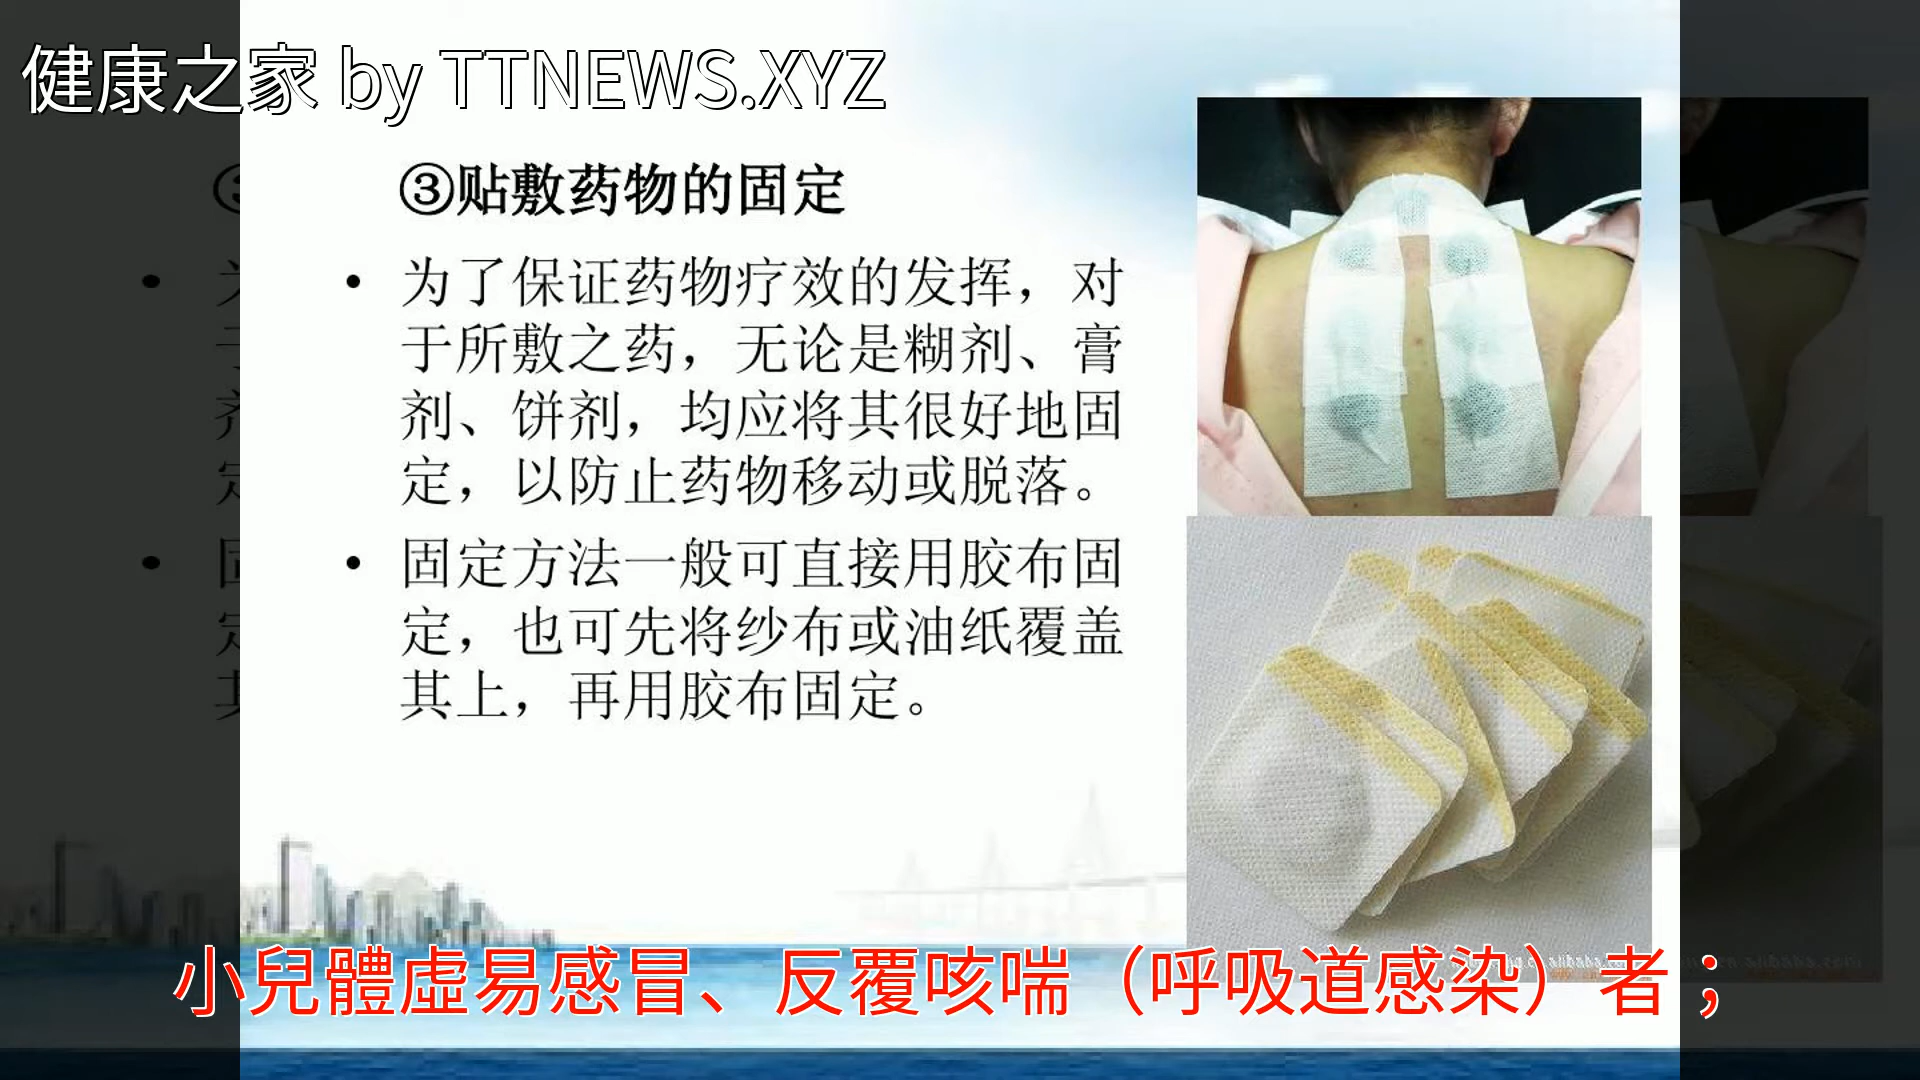 健康之家 by TTNEWS.XYZ
③贴敷药物的固定
• 为了保证药物疗效的发挥，对
于所敷之药，无论是糊剂、膏
剂、饼剂，均应将其很好地固
定，以防止药物移动或脱落。
• 固定方法一般可直接用胶布固
定，也可先将纱布或油纸覆盖
其上，再用胶布固定。
小兒體虛易感冒、反覆咳喘（呼吸道感染）者；